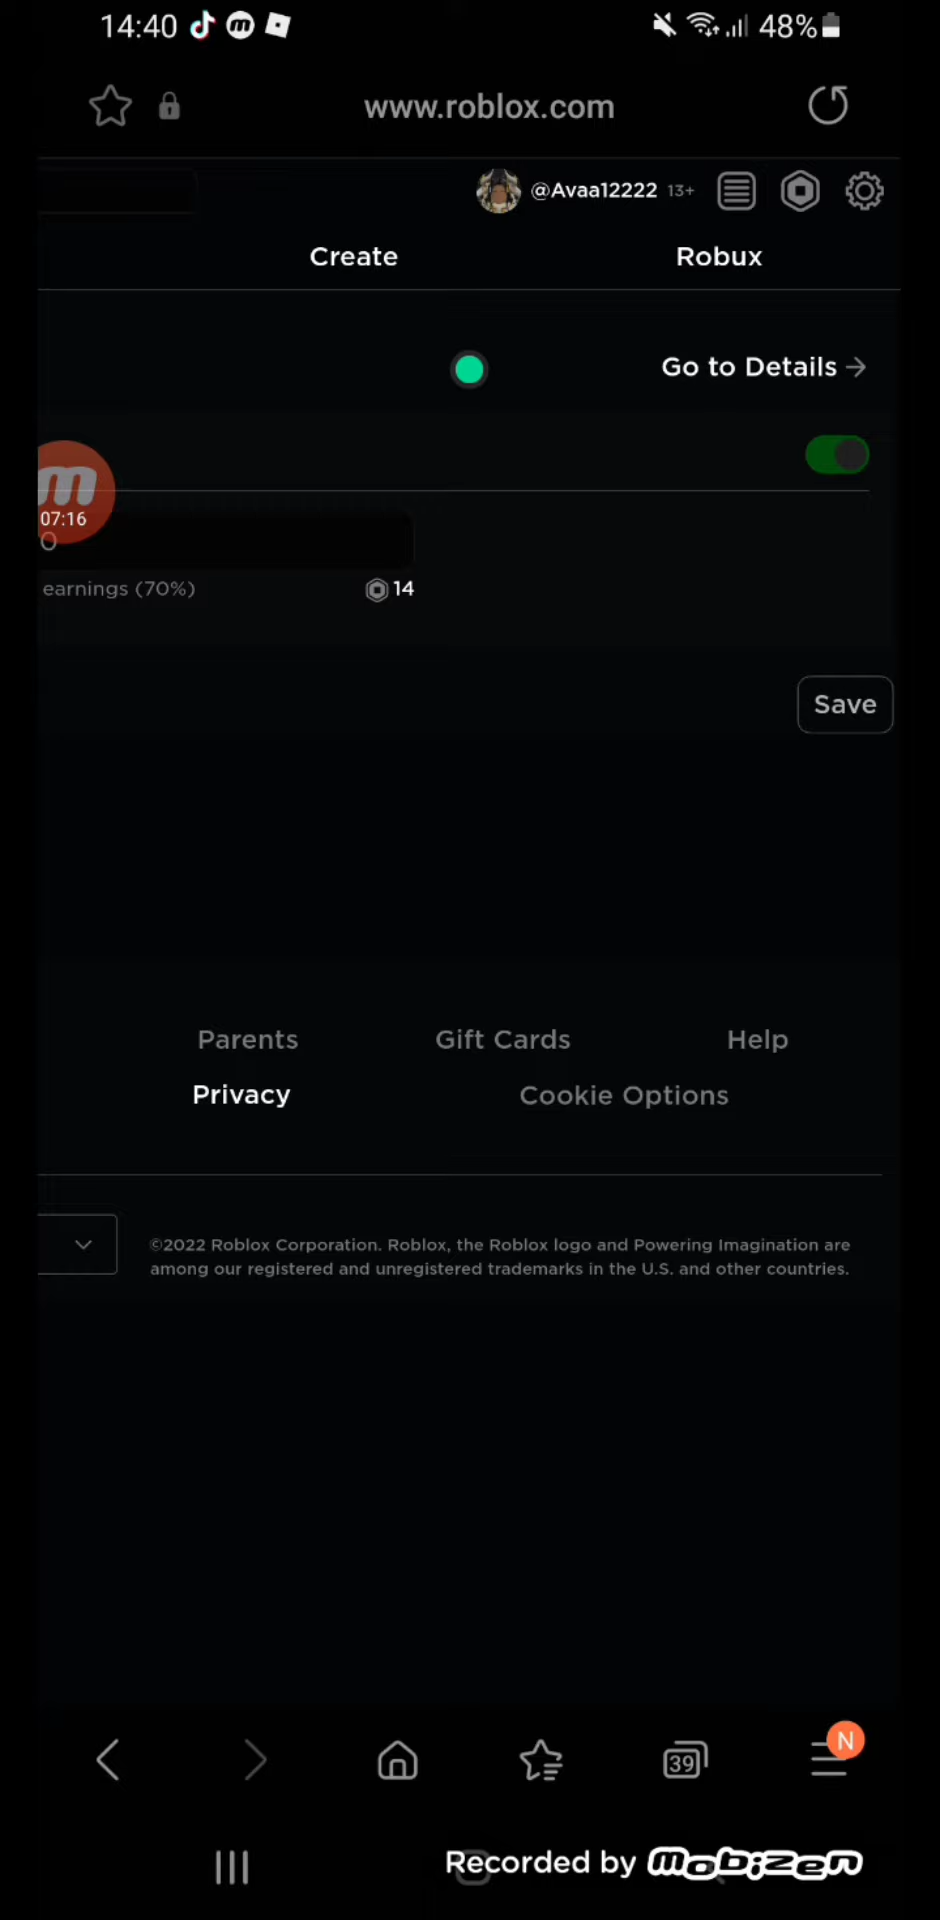 14:40
48%
www.roblox.com
@Avaa12222 13+
Create
Robux
Go to Details
m
07:16
0
earnings (70%)
14
Save
Parents
Gift Cards
Help
Privacy
Cookie Options
©2022 Roblox Corporation. Roblox, the Roblox logo and Powering Imagination are
among our registered and unregistered trademarks in the U.S. and other countries.
39
N
Recorded by mobizen